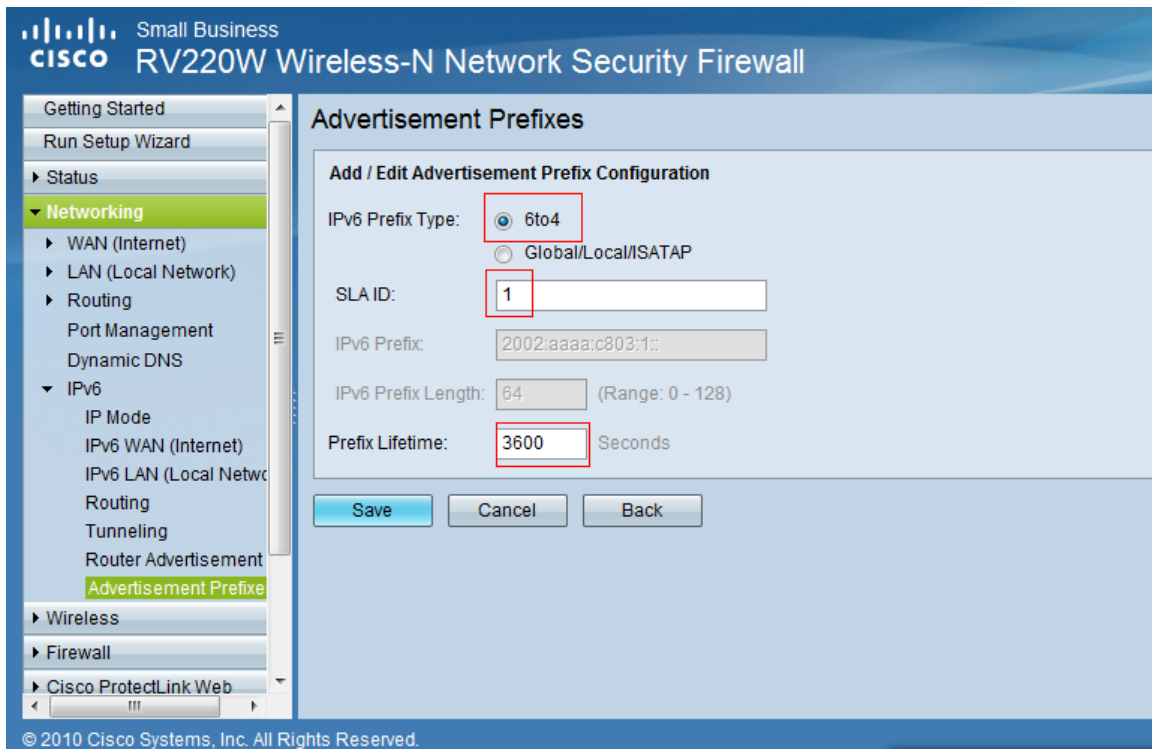 Small Business
CISCO RV220W Wireless-N Network Security Firewall
Getting Started
Run Setup Wizard
Status
Networking
WAN (Internet)
LAN (Local Network)
Routing
Port Management
Dynamic DNS
IPv6
IP Mode
IPv6 WAN (Internet)
IPv6 LAN (Local Netwo
Routing
Tunneling
Router Advertisement
Advertisement Prefixe
Wireless
Firewall
Cisco ProtectLink Web
Advertisement Prefixes
Add / Edit Advertisement Prefix Configuration
IPv6 Prefix Type: 6to4
Global/Local/ISATAP
SLA ID: 1
IPv6 Prefix: 2002:aaaa:c803:1::
IPv6 Prefix Length: 64 (Range: 0 - 128)
Prefix Lifetime: 3600 Seconds
Save Cancel Back
© 2010 Cisco Systems, Inc. All Rights Reserved.